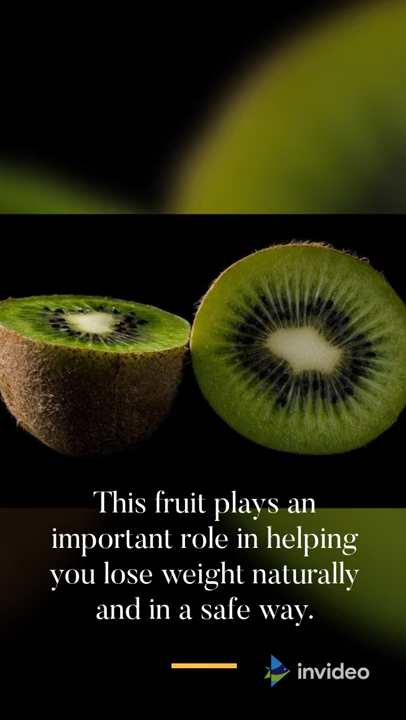 This fruit plays an
important role in helping
you lose weight naturally
and in a safe way.
invideo